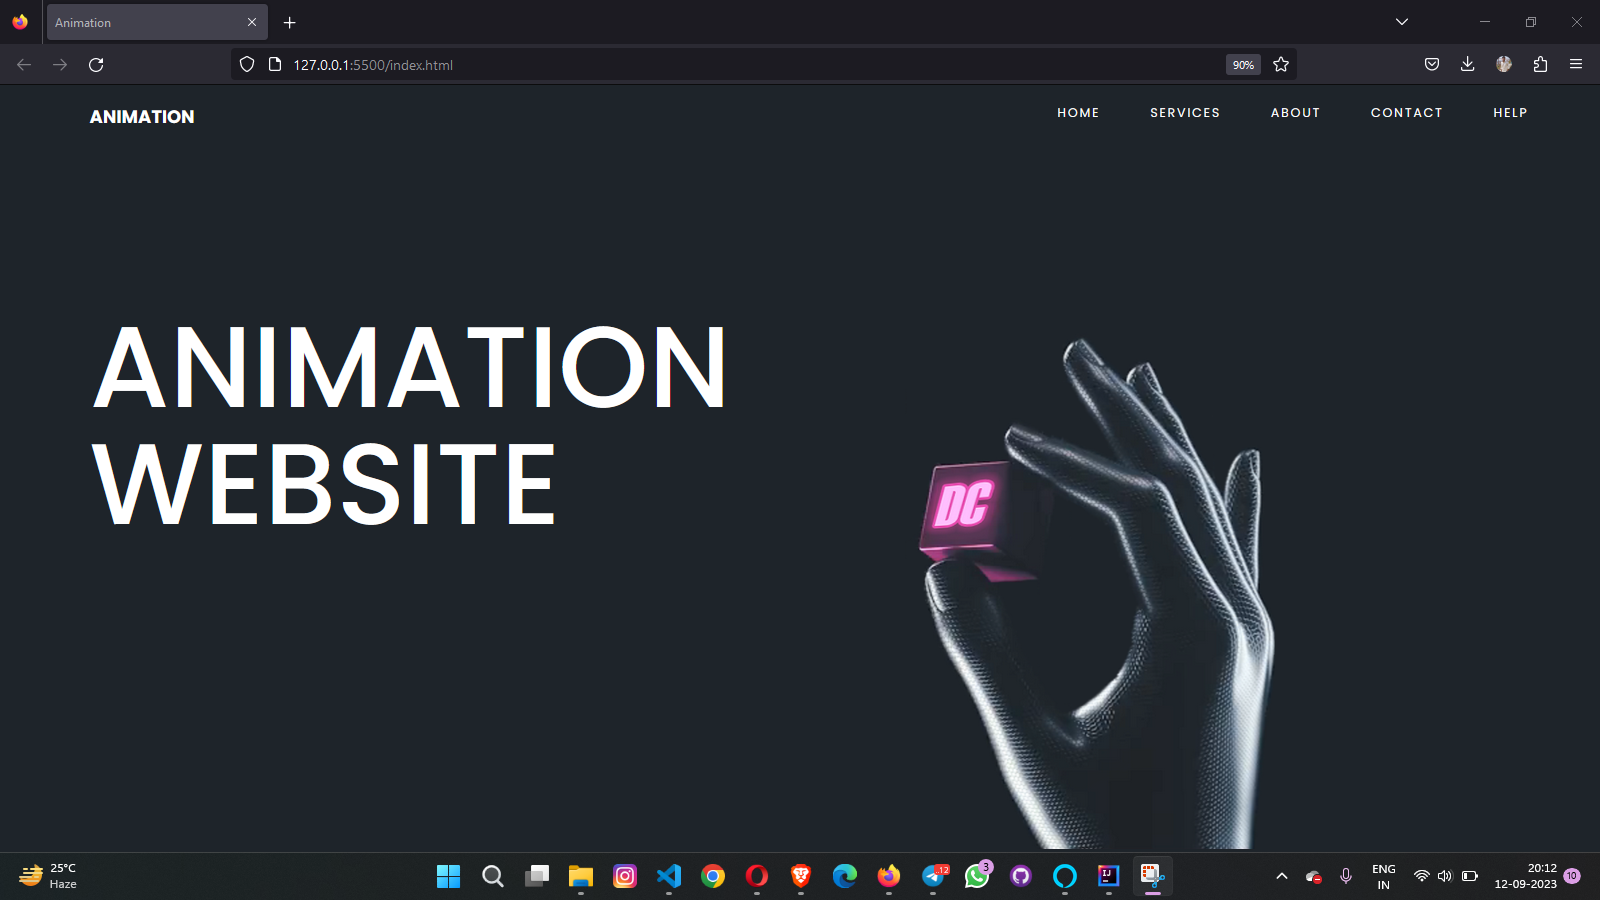 Animation
127.0.0.1:5500/index.html
90%
ANIMATION
HOME
SERVICES
ABOUT
CONTACT
HELP
ANIMATION
WEBSITE
DC
25°C
Haze
IJ
..12
3
ENG
IN
20:12
12-09-2023
10